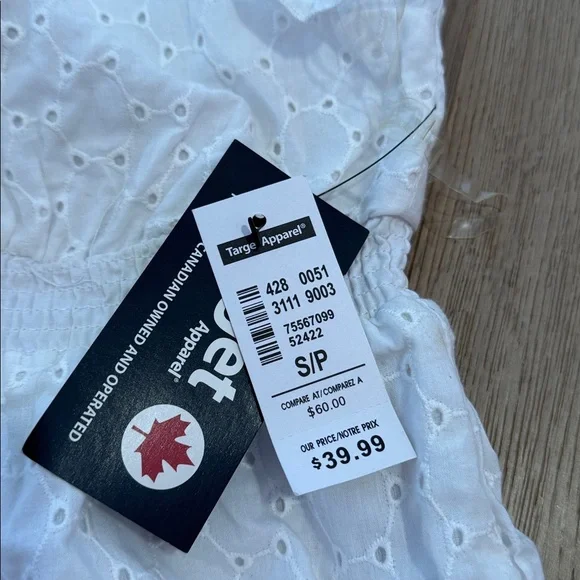 Target Apparel®
428 0051
3111 9003
75567099
52422
S/P
COMPARE AT/COMPAREZ A
$60.00
OUR PRICE/NOTRE PRIX
$39.99
Apparel®
CANADIAN OWNED AND OPERATED